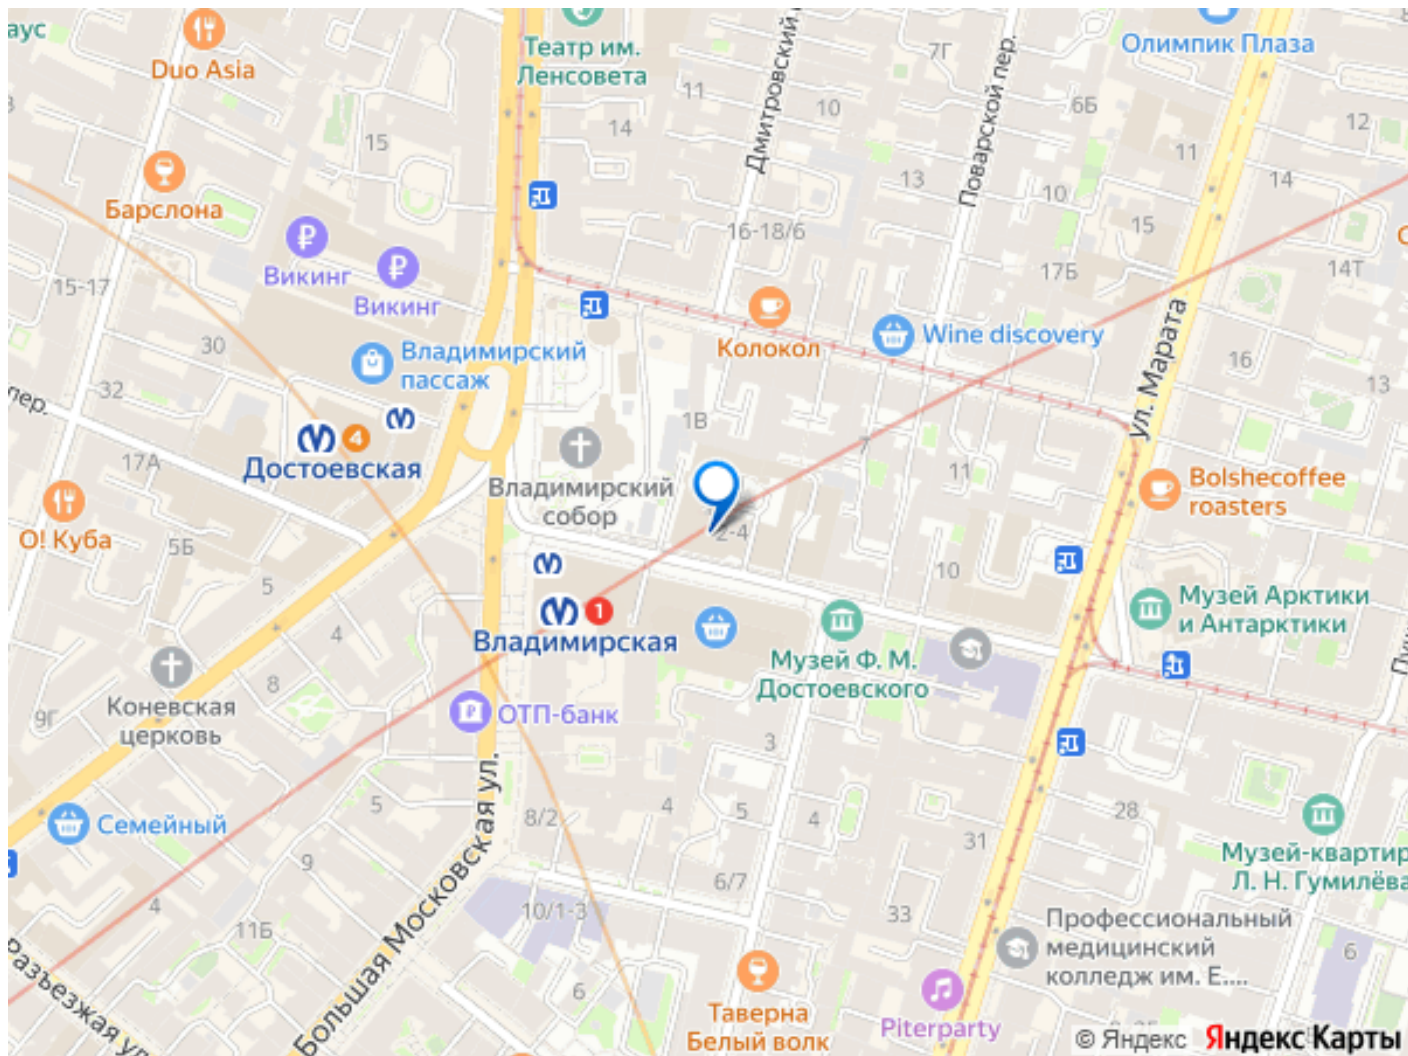 аус
Duo Asia
Театр им.
Ленсовета
Дмитровский
Поварской пер.
Олимпик Плаза
7Г
11
10
14
15
6Б
12
11
14
13
10
15
Барслона
16-18/6
17Б
14Т
Викинг
Викинг
15-17
30
32
Владимирский
пассаж
Колокол
Wine discovery
ул. Марата
16
13
пер.
1В
7
11
4
Достоевская
17А
Владимирский
собор
Bolshecoffee
roasters
О! Куба
5Б
2-4
10
5
4
1
Владимирская
Музей Арктики
и Антарктики
Музей Ф. М.
Достоевского
Коневская
церковь
8
9Г
ОТП-банк
3
Семейный
5
9
4
11Б
8/2
4
5
4
28
31
Большая Московская ул.
Музей-квартир
Л. Н. Гумилёва
6/7
10/1-3
33
6
6
Профессиональный
медицинский
колледж им. Е....
Разъезжая ул
Таверна
Белый волк
Piterparty
© Яндекс Яндекс Карты